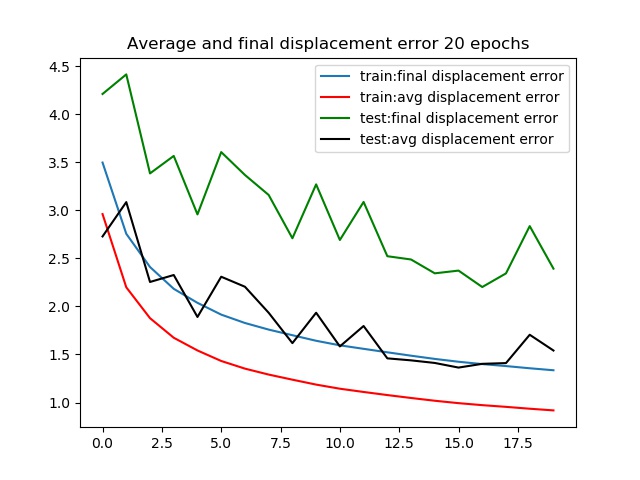 Average and final displacement error 20 epochs
train:final displacement error
train:avg displacement error
test:final displacement error
test:avg displacement error
4.5
4.0
3.5
3.0
2.5
2.0
1.5
1.0
0.0 2.5 5.0 7.5 10.0 12.5 15.0 17.5